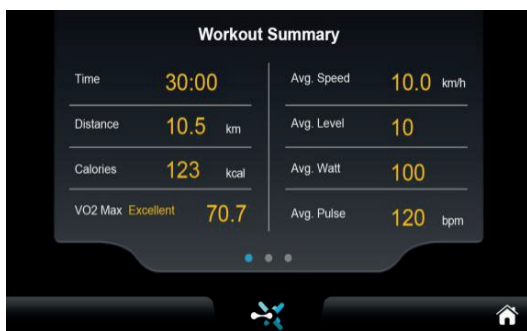 Workout Summary
Time 30:00
Avg. Speed 10.0 km/h
Distance 10.5 km
Avg. Level 10
Calories 123 kcal
Avg. Watt 100
VO2 Max Excellent 70.7
Avg. Pulse 120 bpm